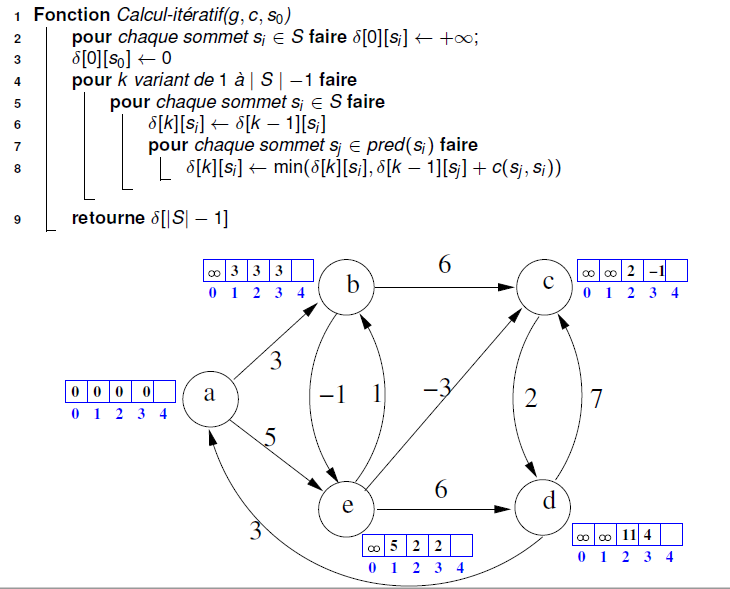 1 Fonction Calcul-itératif(g, c, s₀)
2 pour chaque sommet sᵢ ∈ S faire δ[0][sᵢ] ← +∞;
3 δ[0][s₀] ← 0
4 pour k variant de 1 à | S | −1 faire
5 pour chaque sommet sᵢ ∈ S faire
6 δ[k][sᵢ] ← δ[k − 1][sᵢ]
7 pour chaque sommet sⱼ ∈ pred(sᵢ) faire
8 δ[k][sᵢ] ← min(δ[k][sᵢ], δ[k − 1][sⱼ] + c(sⱼ, sᵢ))
9 retourne δ[|S| − 1]
∞ 3 3 3
0 1 2 3 4
b
6
c
∞ ∞ 2 −1
0 1 2 3 4
3
0 0 0 0
0 1 2 3 4
a
−1
1
−3
2
7
5
e
6
d
3
∞ 5 2 2
0 1 2 3 4
∞ ∞ 11 4
0 1 2 3 4